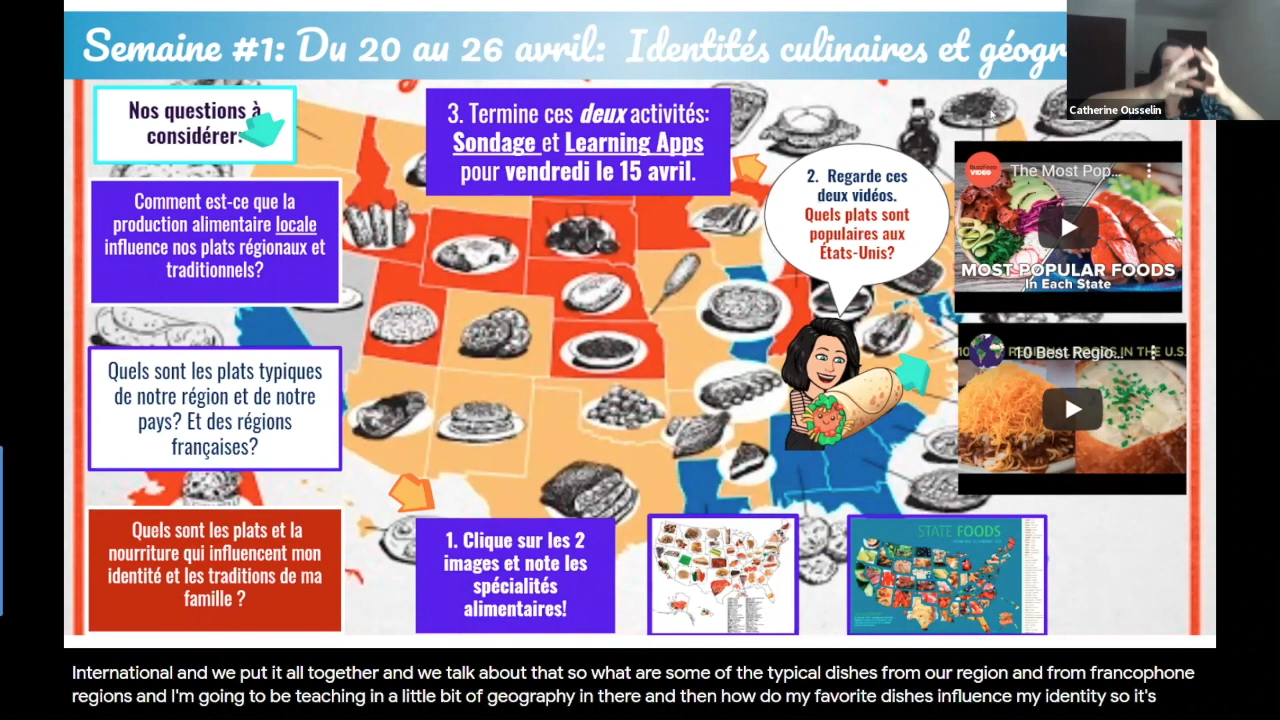 Semaine #1: Du 20 au 26 avril: Identités culinaires et géogr
Catherine Ousselin
Nos questions à
considérer:
Comment est-ce que la
production alimentaire locale
influence nos plats régionaux et
traditionnels?
Quels sont les plats typiques
de notre région et de notre
pays? Et des régions
françaises?
Quels sont les plats et la
nourriture qui influencent mon
identité et les traditions de ma
famille ?
3. Termine ces deux activités:
Sondage et Learning Apps
pour vendredi le 15 avril.
2. Regarde ces
deux vidéos.
Quels plats sont
populaires aux
États-Unis?
BuzzFeed
VIDEO
The Most Pop...
MOST POPULAR FOODS
In Each State
10 Best Regio...
FOODS IN THE U.S.
1. Clique sur les 2
images et note les
spécialités
alimentaires!
STATE FOODS
International and we put it all together and we talk about that so what are some of the typical dishes from our region and from francophone
regions and I'm going to be teaching in a little bit of geography in there and then how do my favorite dishes influence my identity so it's